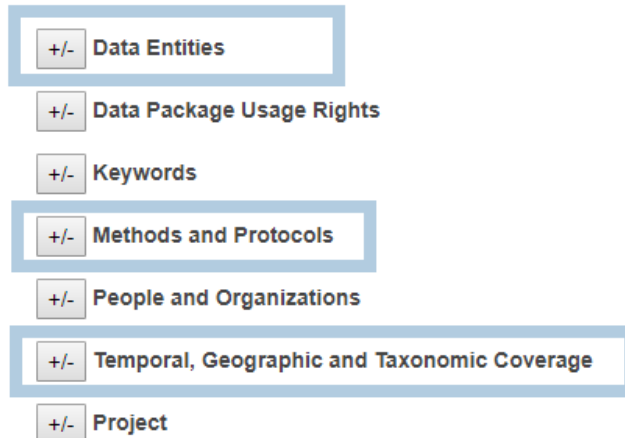 +/- Data Entities
+/- Data Package Usage Rights
+/- Keywords
+/- Methods and Protocols
+/- People and Organizations
+/- Temporal, Geographic and Taxonomic Coverage
+/- Project